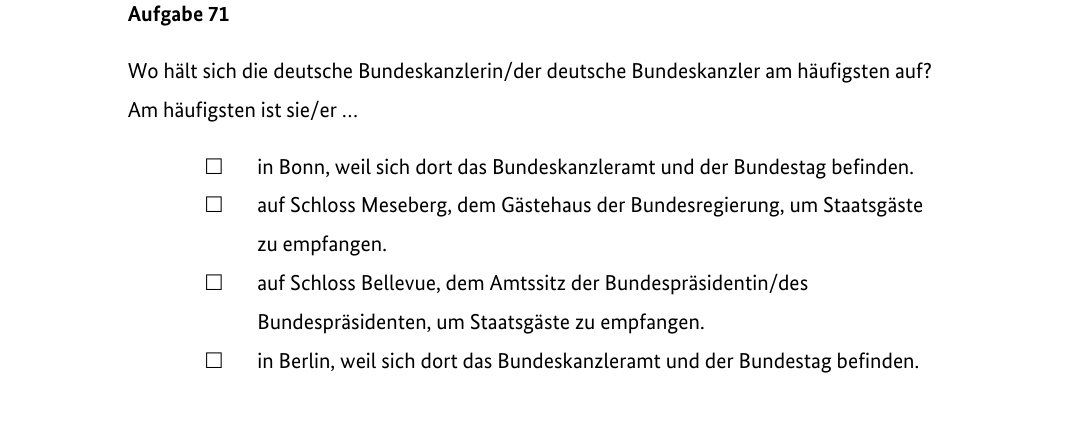 Aufgabe 71
Wo hält sich die deutsche Bundeskanzlerin/der deutsche Bundeskanzler am häufigsten auf?
Am häufigsten ist sie/er …
☐ in Bonn, weil sich dort das Bundeskanzleramt und der Bundestag befinden.
☐ auf Schloss Meseberg, dem Gästehaus der Bundesregierung, um Staatsgäste
zu empfangen.
☐ auf Schloss Bellevue, dem Amtssitz der Bundespräsidentin/des
Bundespräsidenten, um Staatsgäste zu empfangen.
☐ in Berlin, weil sich dort das Bundeskanzleramt und der Bundestag befinden.